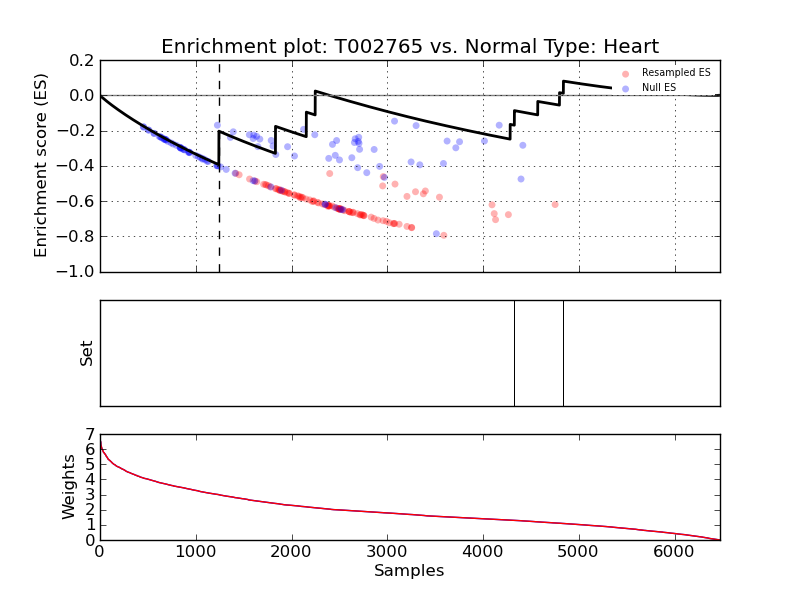 Enrichment plot: T002765 vs. Normal Type: Heart
Enrichment score (ES)
0.2
0.0
−0.2
−0.4
−0.6
−0.8
−1.0
Resampled ES
Null ES
Set
Weights
7
6
5
4
3
2
1
0
0 1000 2000 3000 4000 5000 6000
Samples